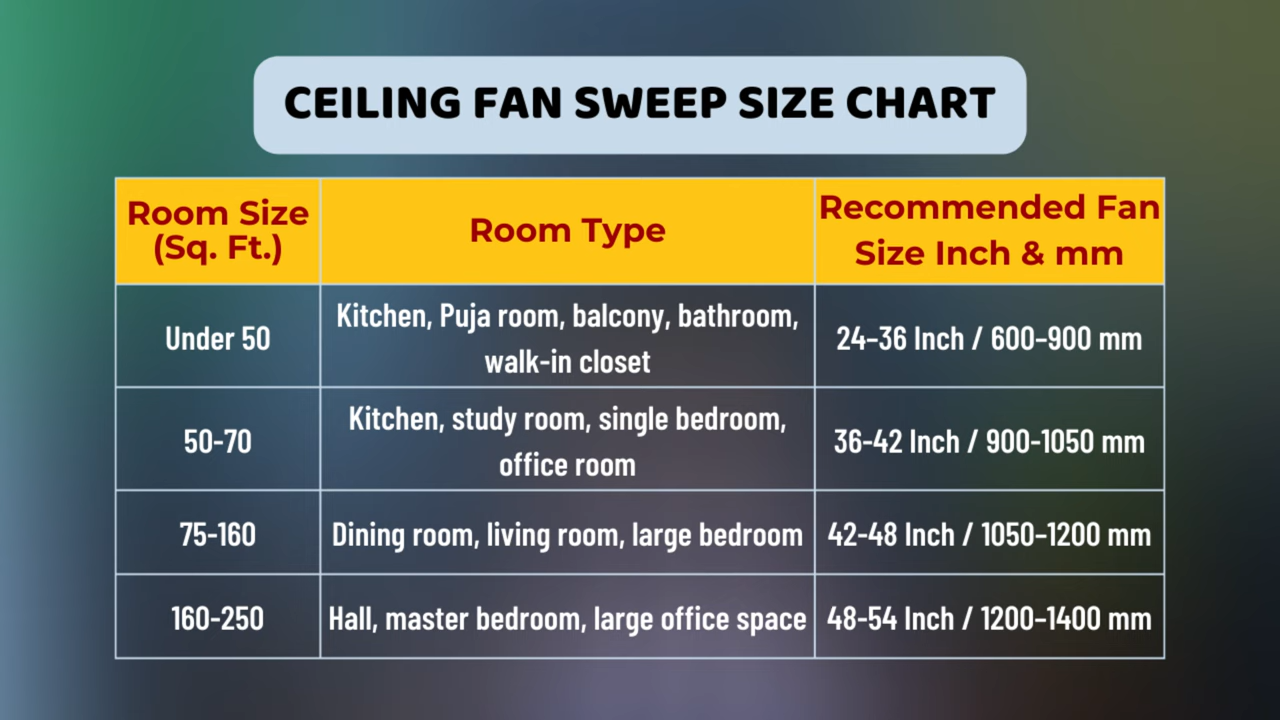 CEILING FAN SWEEP SIZE CHART
Room Size
(Sq. Ft.)
Room Type
Recommended Fan
Size Inch & mm
Under 50
Kitchen, Puja room, balcony, bathroom,
walk-in closet
24–36 Inch / 600–900 mm
50-70
Kitchen, study room, single bedroom,
office room
36-42 Inch / 900-1050 mm
75-160
Dining room, living room, large bedroom
42-48 Inch / 1050–1200 mm
160-250
Hall, master bedroom, large office space
48-54 Inch / 1200–1400 mm